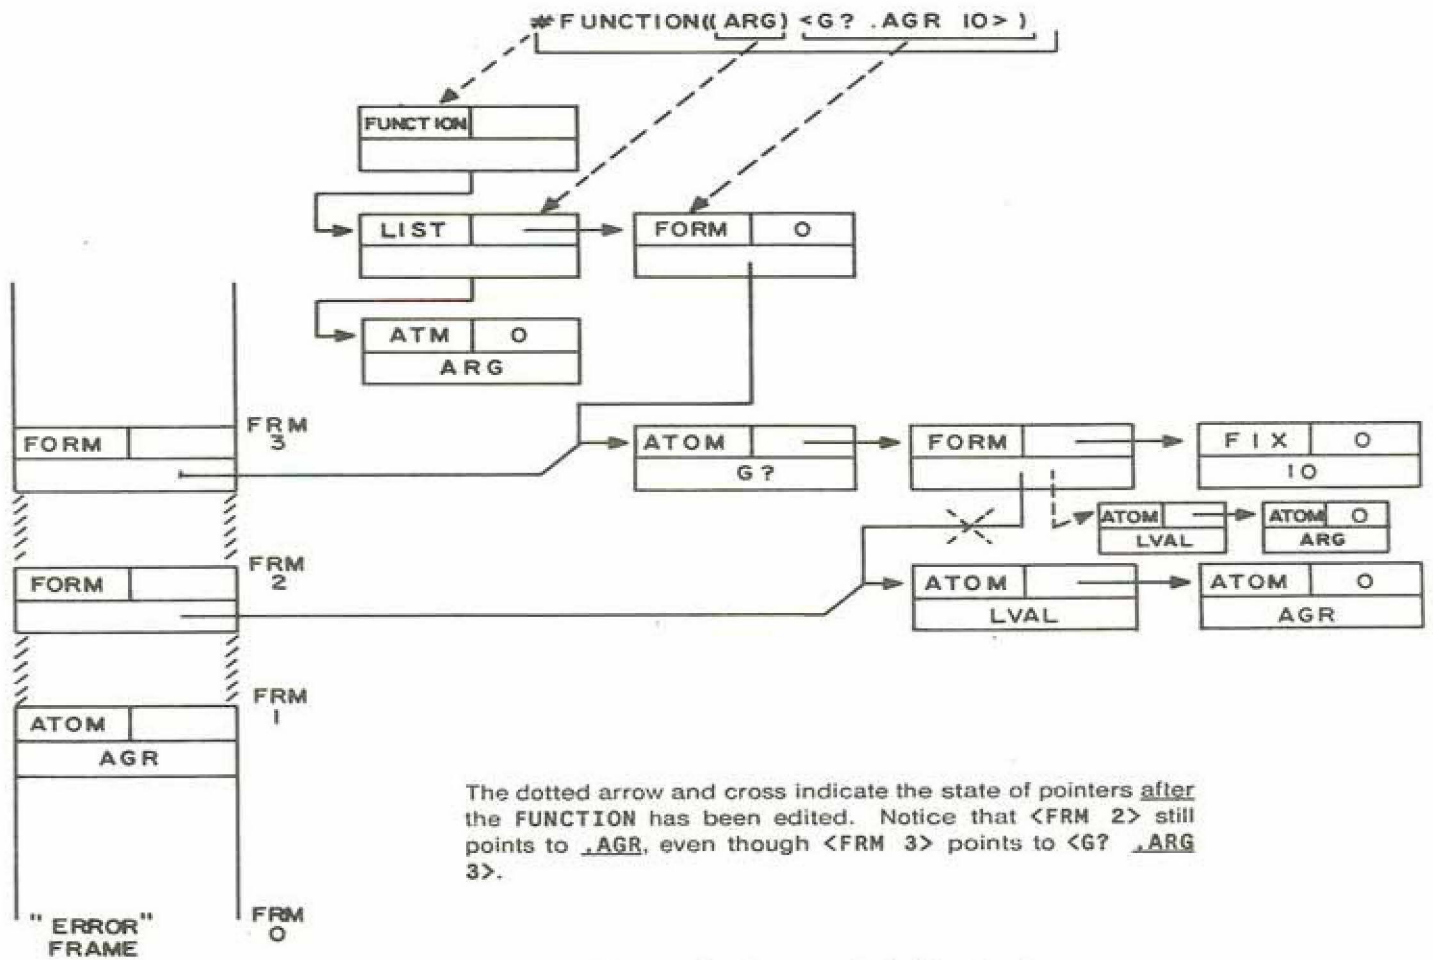 #FUNCTION((ARG) <G? .AGR 10>)
FUNCTION
LIST
FORM 0
ATM 0
ARG
FRM
3
FORM
ATOM
G?
FORM
FIX 0
10
ATOM
LVAL
ATOM 0
ARG
FRM
2
FORM
ATOM
LVAL
ATOM 0
AGR
FRM
1
ATOM
AGR
The dotted arrow and cross indicate the state of pointers after
the FUNCTION has been edited. Notice that <FRM 2> still
points to .AGR, even though <FRM 3> points to <G? .ARG
3>.
"ERROR"
FRAME
FRM
0